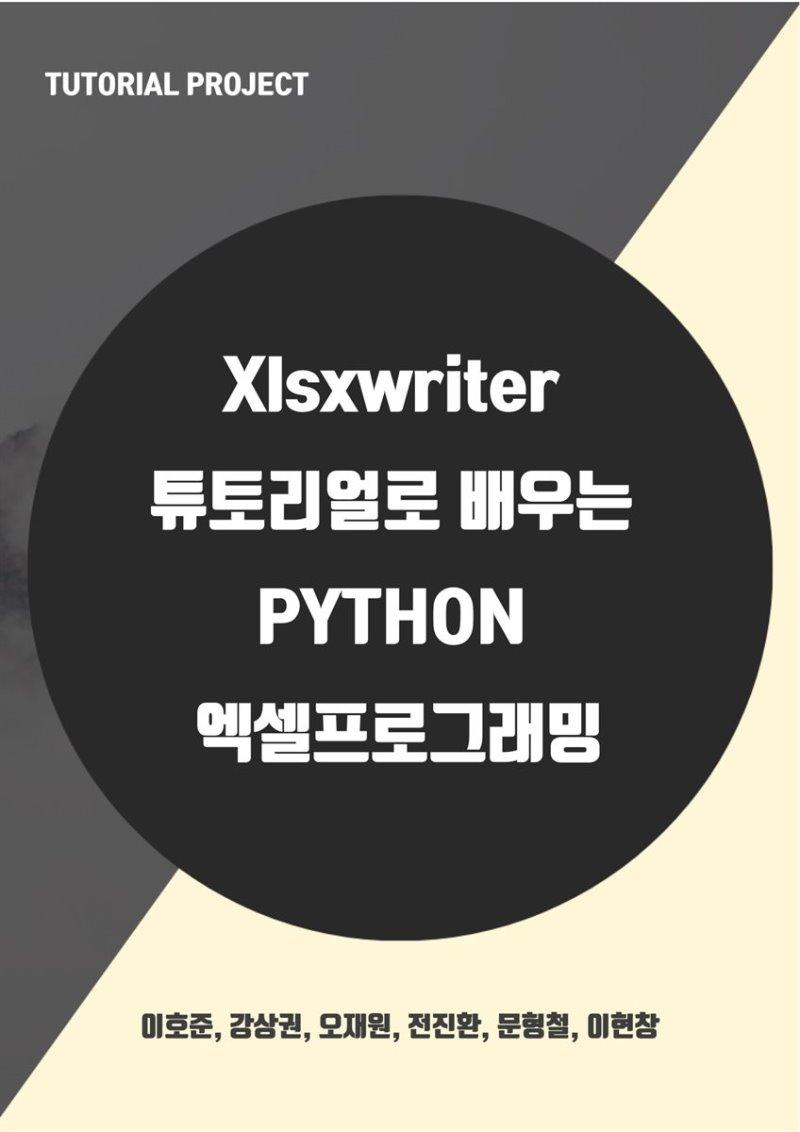 TUTORIAL PROJECT
Xlsxwriter
튜토리얼로 배우는
PYTHON
엑셀프로그래밍
이호준, 강상권, 오재원, 전진환, 문형철, 이현창